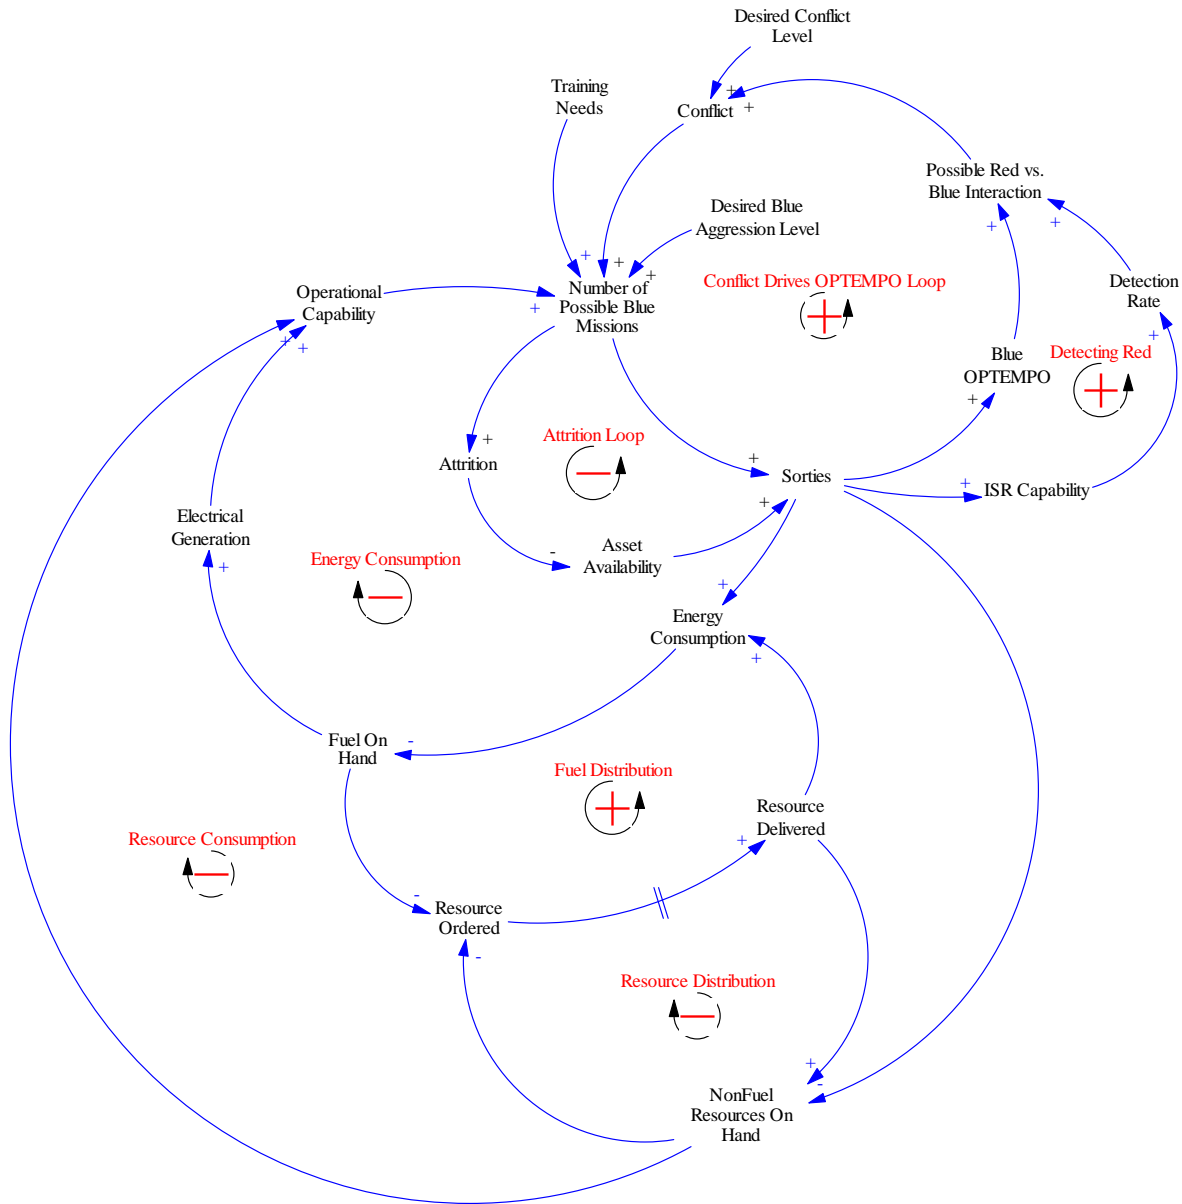 Desired Conflict
Level
Training
Needs
Conflict
+
+
Possible Red vs.
Blue Interaction
Desired Blue
Aggression Level
+
+
+
+
+
Conflict Drives OPTEMPO Loop
Detection
Rate
Operational
Capability
Number of
Possible Blue
Missions
+
+
+
+
+
Blue
OPTEMPO
Detecting Red
+
Attrition Loop
+
Attrition
+
Sorties
+
ISR Capability
+
Electrical
Generation
Asset
Availability
-
Energy Consumption
+
+
Energy
Consumption
+
Fuel On
Hand
-
Fuel Distribution
Resource
Delivered
Resource Consumption
+
-
Resource
Ordered
-
Resource Distribution
+
-
NonFuel
Resources On
Hand